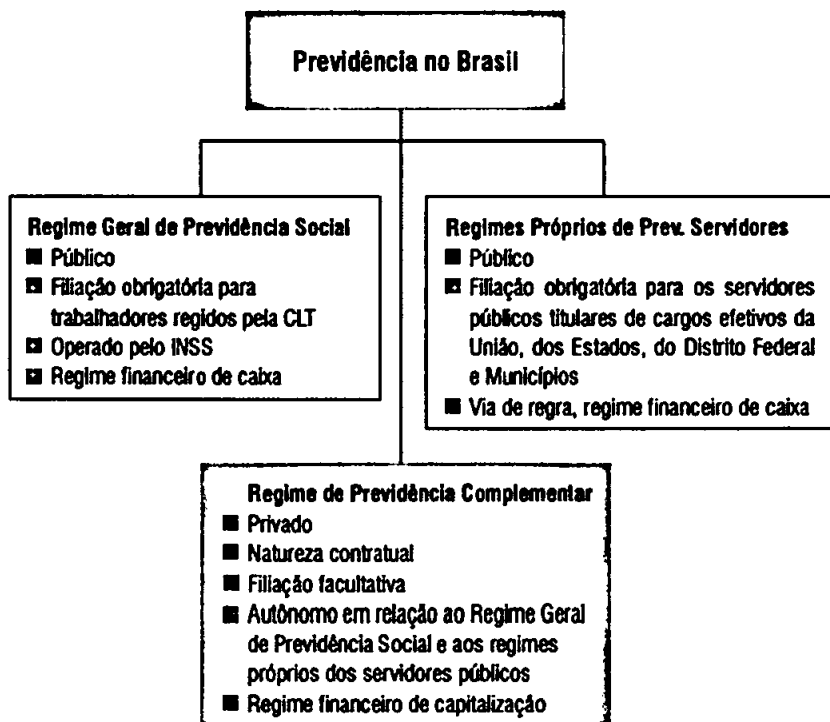 Previdência no Brasil
Regime Geral de Previdência Social
Público
Filiação obrigatória para
trabalhadores regidos pela CLT
Operado pelo INSS
Regime financeiro de caixa
Regimes Próprios de Prev. Servidores
Público
Filiação obrigatória para os servidores
públicos titulares de cargos efetivos da
União, dos Estados, do Distrito Federal
e Municípios
Via de regra, regime financeiro de caixa
Regime de Previdência Complementar
Privado
Natureza contratual
Filiação facultativa
Autônomo em relação ao Regime Geral
de Previdência Social e aos regimes
próprios dos servidores públicos
Regime financeiro de capitalização